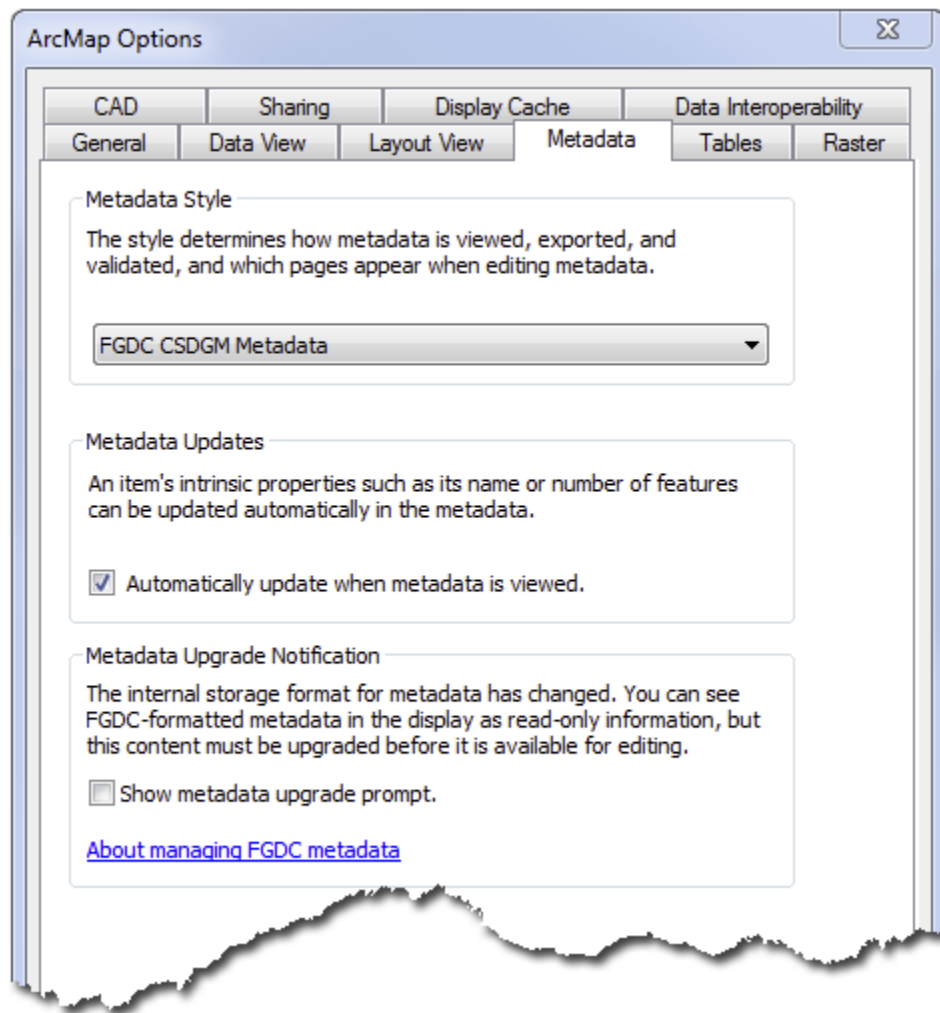 ArcMap Options
CAD Sharing Display Cache Data Interoperability
General Data View Layout View Metadata Tables Raster
Metadata Style
The style determines how metadata is viewed, exported, and
validated, and which pages appear when editing metadata.
FGDC CSDGM Metadata
Metadata Updates
An item's intrinsic properties such as its name or number of features
can be updated automatically in the metadata.
Automatically update when metadata is viewed.
Metadata Upgrade Notification
The internal storage format for metadata has changed. You can see
FGDC-formatted metadata in the display as read-only information, but
this content must be upgraded before it is available for editing.
Show metadata upgrade prompt.
About managing FGDC metadata